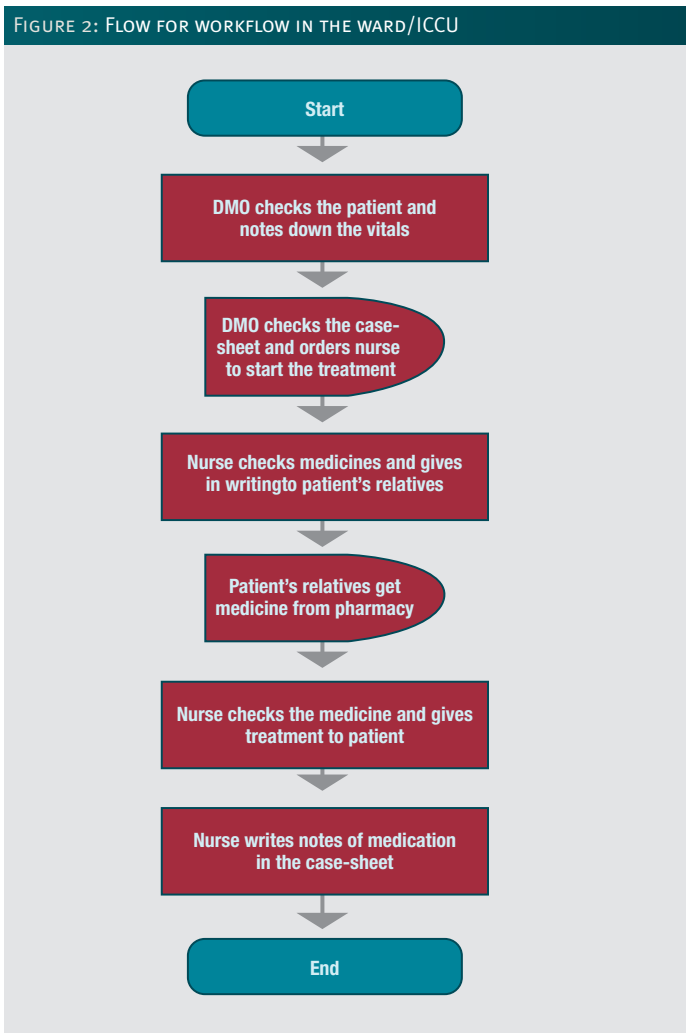 FIGURE 2: FLOW FOR WORKFLOW IN THE WARD/ICCU
Start
DMO checks the patient and
notes down the vitals
DMO checks the case-
sheet and orders nurse
to start the treatment
Nurse checks medicines and gives
in writingto patient’s relatives
Patient’s relatives get
medicine from pharmacy
Nurse checks the medicine and gives
treatment to patient
Nurse writes notes of medication
in the case-sheet
End